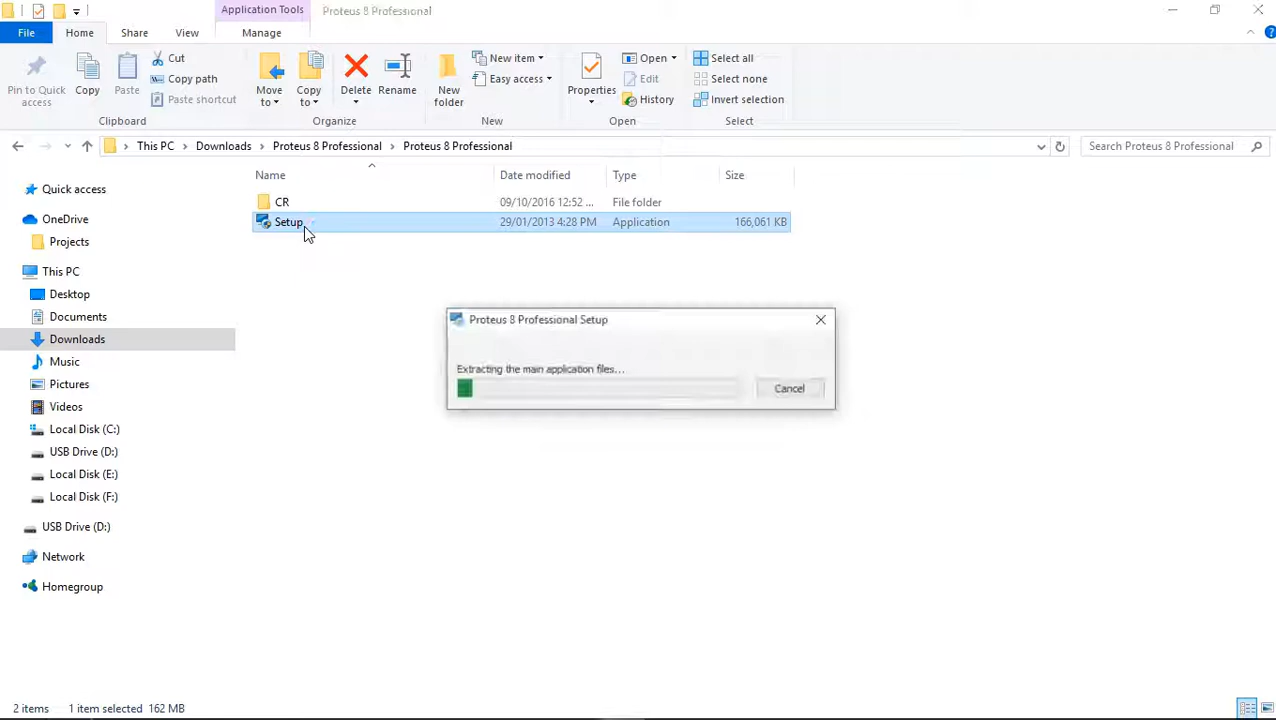 Application Tools Proteus 8 Professional
File Home Share View Manage
Pin to Quick access
Copy
Paste
Cut
Copy path
Paste shortcut
Clipboard
Move to
Copy to
Delete
Rename
Organize
New folder
New item
Easy access
New
Properties
Open
Edit
History
Open
Select all
Select none
Invert selection
Select
This PC Downloads Proteus 8 Professional Proteus 8 Professional
Search Proteus 8 Professional
Name Date modified Type Size
CR 09/10/2016 12:52 ... File folder
Setup 29/01/2013 4:28 PM Application 166,061 KB
Quick access
OneDrive
Projects
This PC
Desktop
Documents
Downloads
Music
Pictures
Videos
Local Disk (C:)
USB Drive (D:)
Local Disk (E:)
Local Disk (F:)
USB Drive (D:)
Network
Homegroup
Proteus 8 Professional Setup
Extracting the main application files...
Cancel
2 items 1 item selected 162 MB